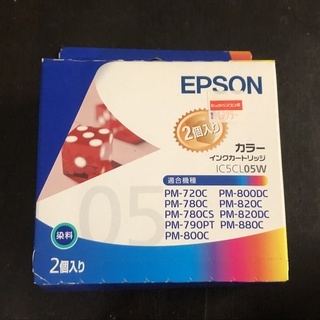 EPSON
2個入り
カラー
インクカートリッジ
IC5CL05W
適合機種
PM-720C PM-800DC
PM-780C PM-820C
PM-780CS PM-820DC
PM-790PT PM-880C
PM-800C
05
染料
2個入り